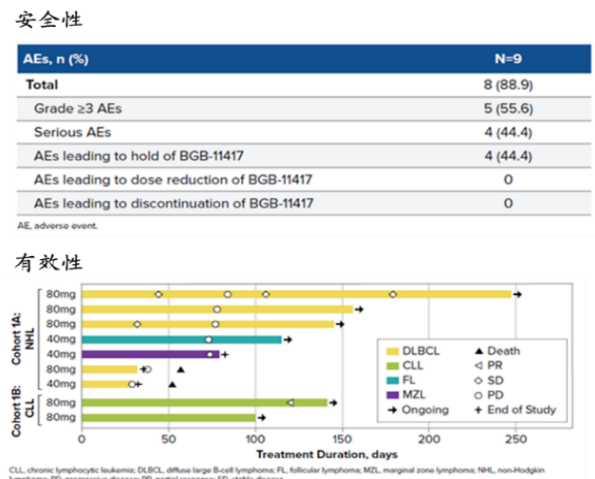 安全性
AEs, n (%) N=9
Total 8 (88.9)
Grade ≥3 AEs 5 (55.6)
Serious AEs 4 (44.4)
AEs leading to hold of BGB-11417 4 (44.4)
AEs leading to dose reduction of BGB-11417 0
AEs leading to discontinuation of BGB-11417 0
AE, adverse event.
有效性
Cohort 1A:
NHL
80mg
80mg
80mg
40mg
40mg
80mg
40mg
Cohort 1B:
CLL
80mg
80mg
DLBCL
CLL
FL
MZL
Ongoing
Death
PR
SD
PD
End of Study
0 50 100 150 200 250
Treatment Duration, days
CLL, chronic lymphocytic leukemia; DLBCL, diffuse large B-cell lymphoma; FL, follicular lymphoma; MZL, marginal zone lymphoma; NHL, non-Hodgkin